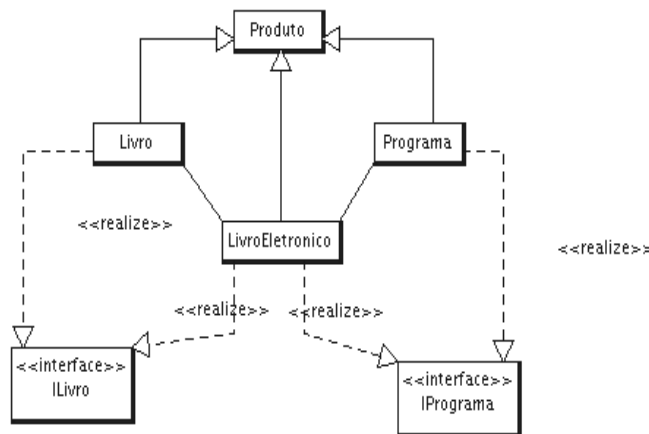 Produto
Livro
Programa
<<realize>>
LivroEletronico
<<realize>>
<<realize>>
<<realize>>
<<interface>>
ILivro
<<interface>>
IPrograma